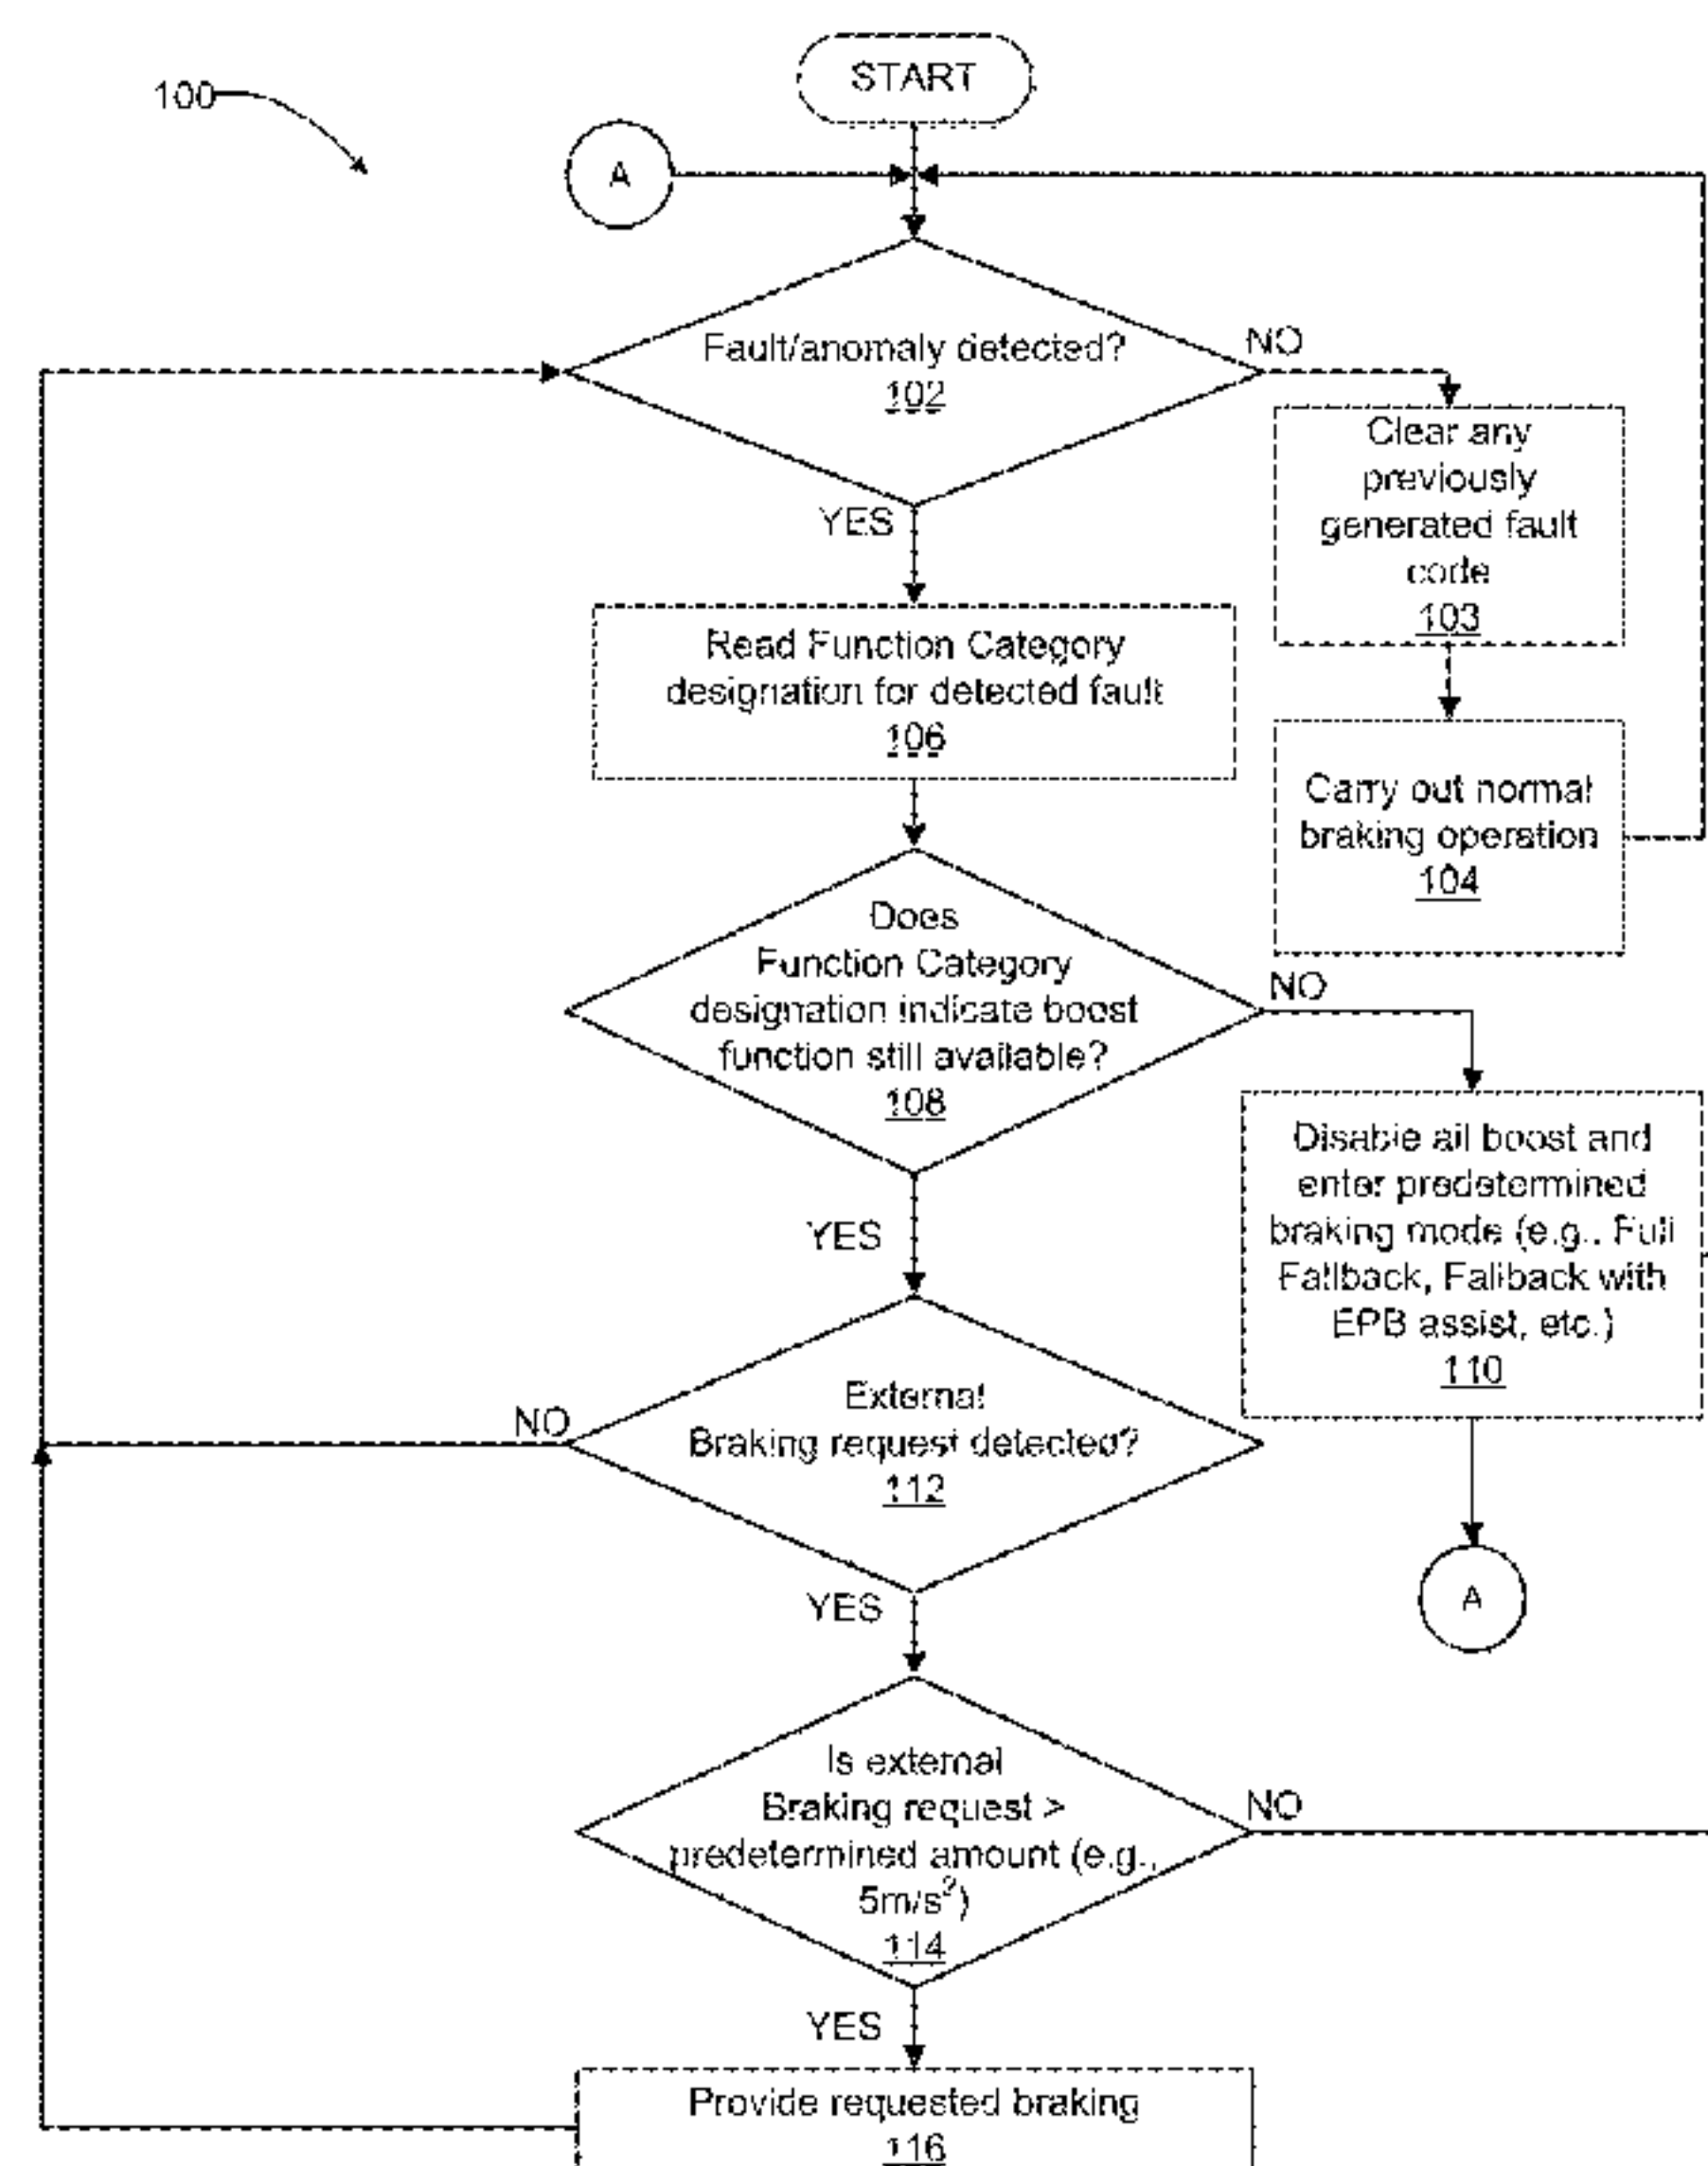 100
START
A
Fault/anomaly detected?
102
NO
YES
Clear any
previously
generated fault
code
103
Read Function Category
designation for detected fault
106
Carry out normal
braking operation
104
Does
Function Category
designation indicate boost
function still available?
108
NO
YES
Disable all boost and
enter predetermined
braking mode (e.g., Full
Fallback, Fallback with
EPB assist, etc.)
110
External
Braking request detected?
112
NO
YES
A
Is external
Braking request >
predetermined amount (e.g.,
5m/s²)
114
NO
YES
Provide requested braking
116